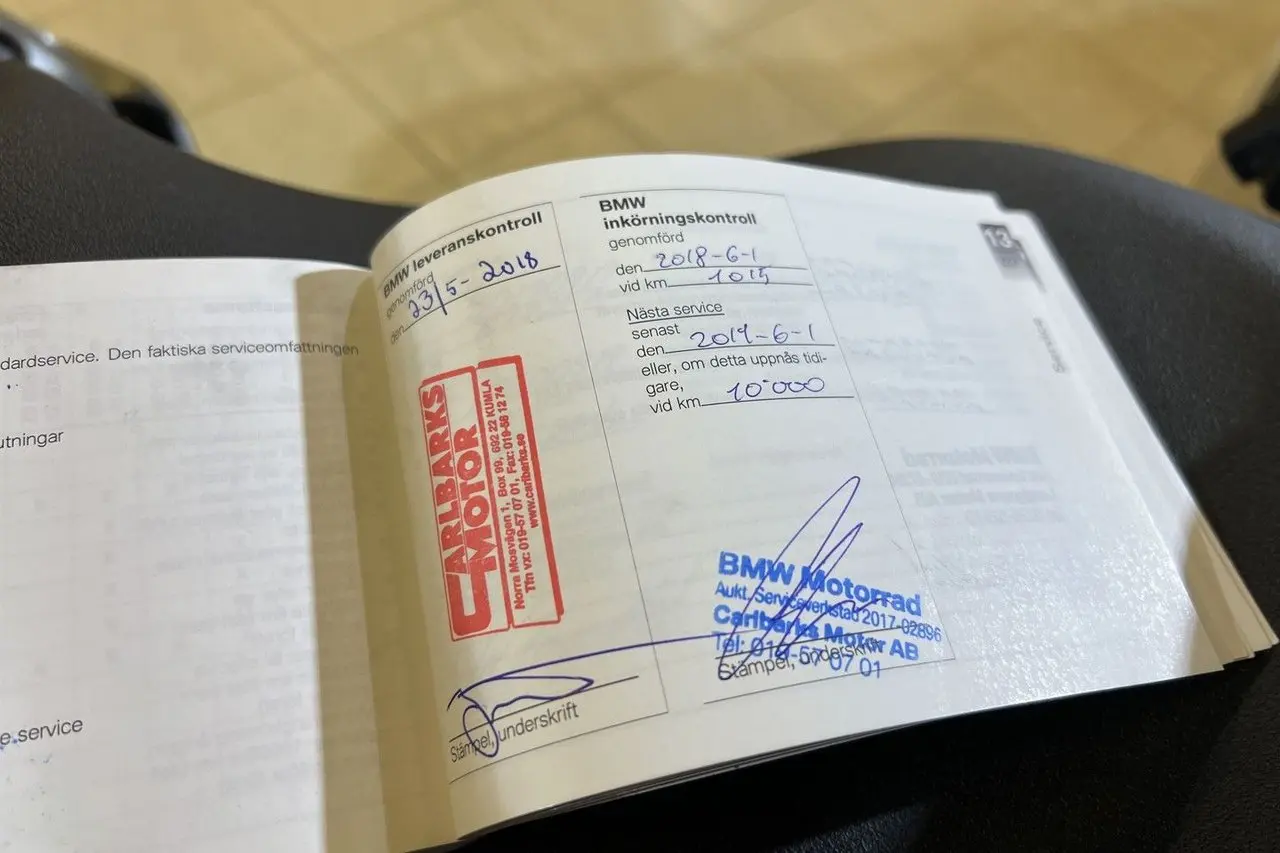 dardservice. Den faktiska serviceomfattningen
utningar
e service
BMW leveranskontroll
genomförd
den 23/5-2018
CARLBARKS
MOTOR
Norra Mosvägen 1, Box 99, 692 22 KUMLA
Tfn vx: 019-57 07 01, Fax: 019-58 12 74
www.carlbarks.se
Stämpel, underskrift
BMW
inkörningskontroll
genomförd
den 2018-6-1
vid km 1015
Nästa service
senast
den 2019-6-1
eller, om detta uppnås tidi-
gare,
vid km 10'000
BMW Motorrad
Aukt. Serviceverkstad 2017-02896
Carlbarks Motor AB
Tel: 019-57 07 01
Stämpel, underskrift
13
Service